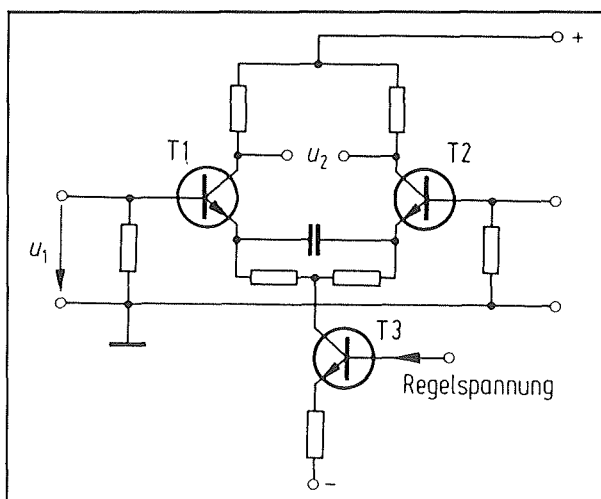 +
T1
u₂
T2
u₁
T3
Regelspannung
-